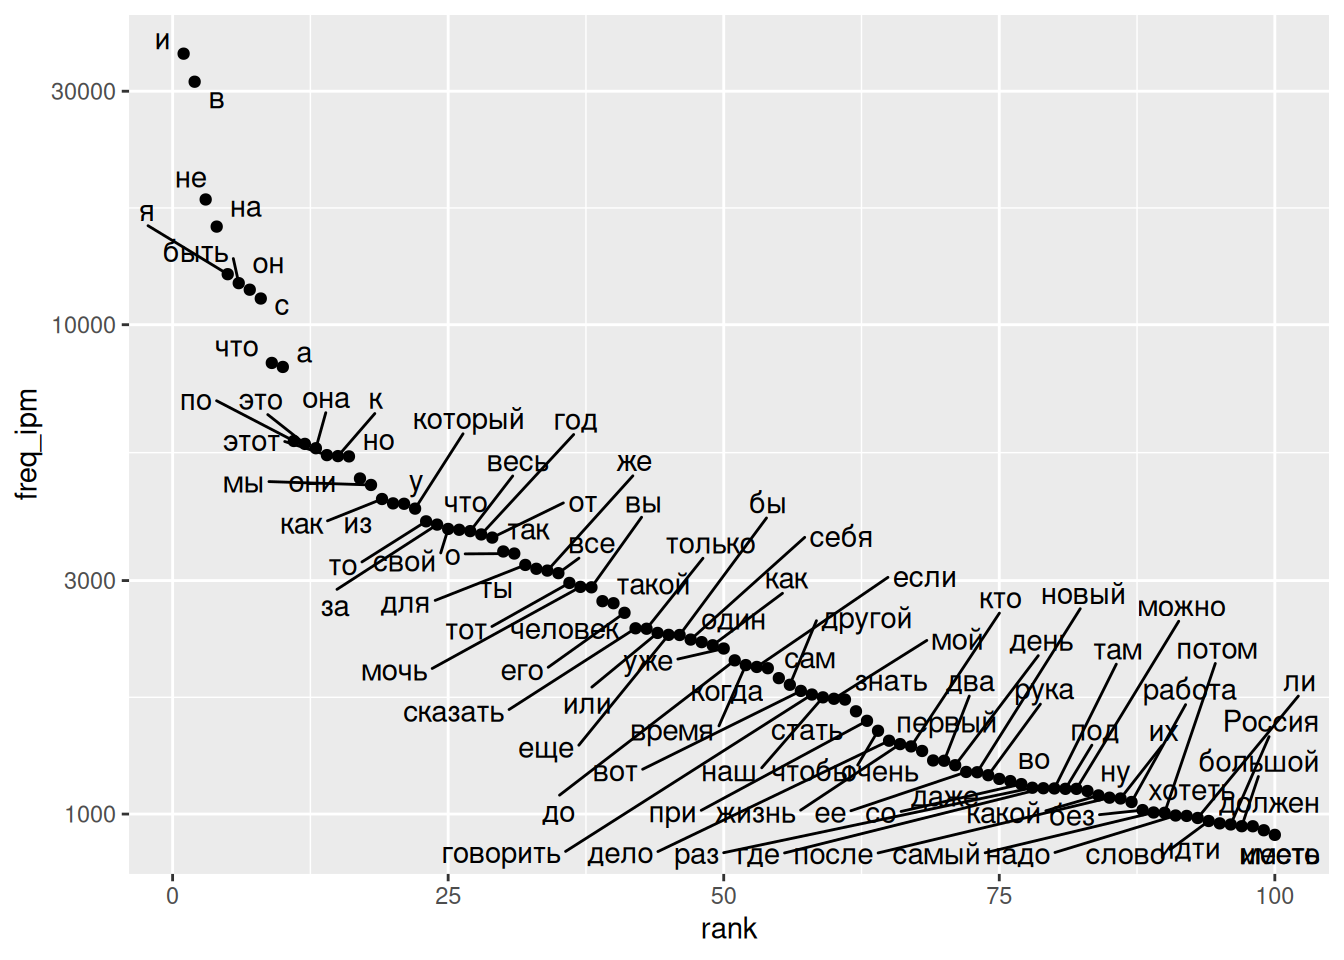 и
30000
в
не
я
на
быть
он
с
10000
что
а
по
это
она
к
который
год
этот
но
freq_ipm
весь
же
мы
они
у
как
из
что
от
вы
бы
так
то
свой
о
все
только
себя
3000
за
для
ты
такой
как
если
тот
человек
один
другой
кто
новый
можно
мочь
его
уже
сам
мой
день
там
потом
сказать
или
когда
знать
два
рука
работа
ли
еще
время
стать
первый
под
их
Россия
вот
наш
чтобы
очень
во
ну
большой
до
при
жизнь
ее
со
даже
какой
без
хотеть
должен
1000
говорить
дело
раз
где
после
самый
надо
слово
идти
0
25
50
75
100
rank